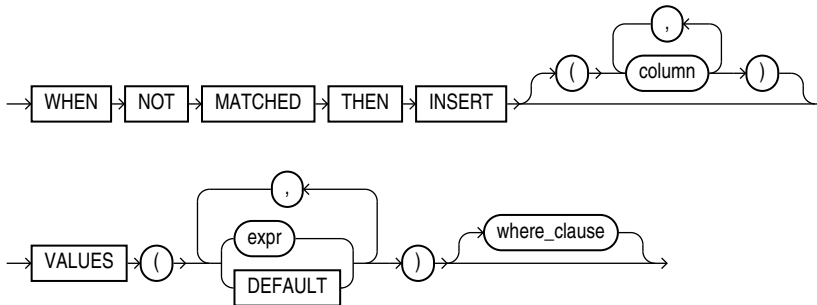 ,
( column )
WHEN NOT MATCHED THEN INSERT
,
expr where_clause
VALUES ( )
DEFAULT